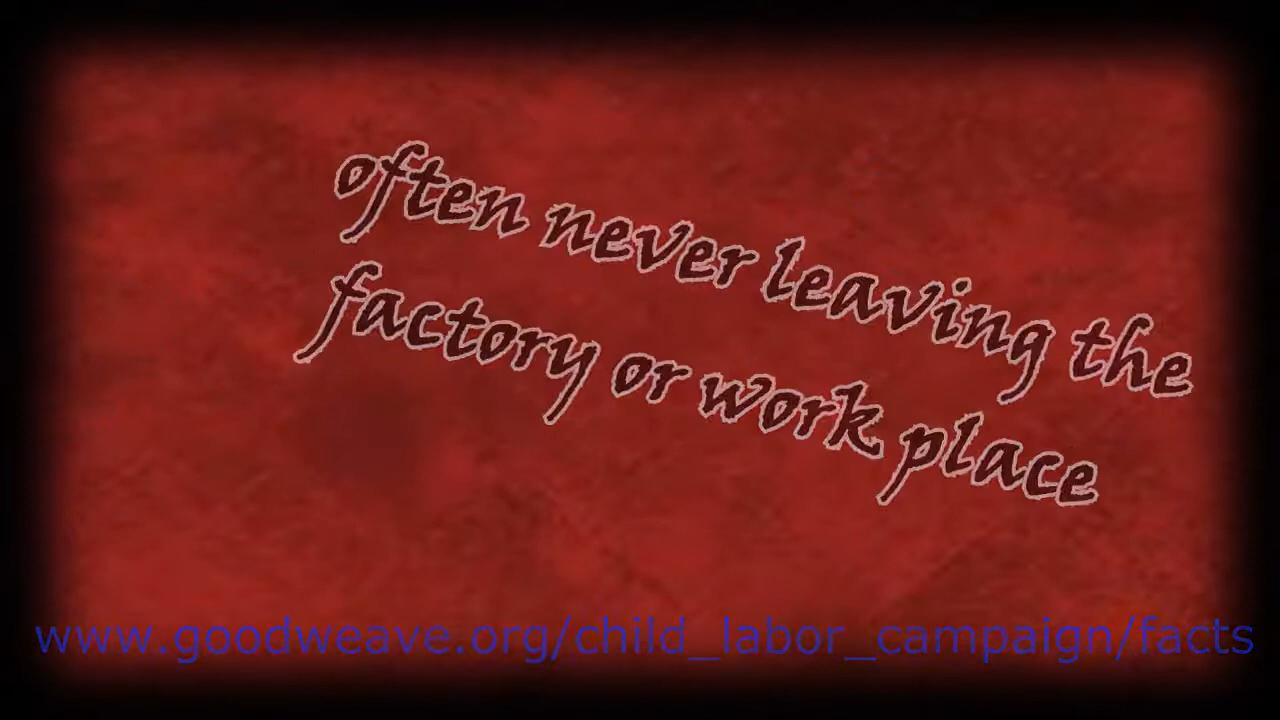 often never leaving the
factory or work place
www.goodweave.org/child_labor_campaign/facts